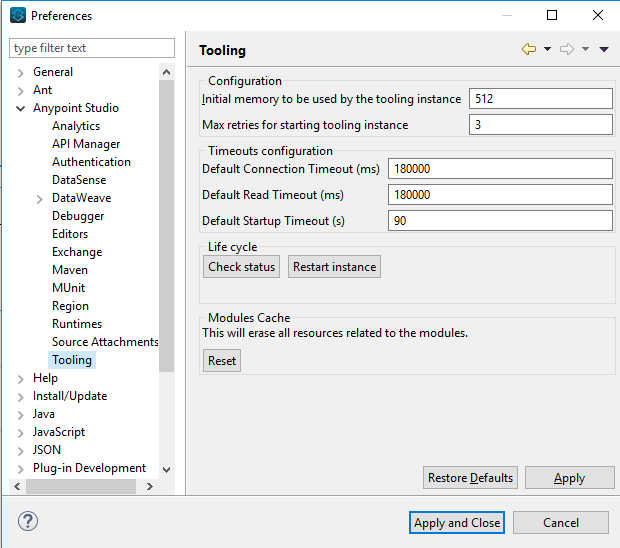 Preferences
type filter text
General
Ant
Anypoint Studio
Analytics
API Manager
Authentication
DataSense
DataWeave
Debugger
Editors
Exchange
Maven
MUnit
Region
Runtimes
Source Attachments
Tooling
Help
Install/Update
Java
JavaScript
JSON
Plug-in Development
Tooling
Configuration
Initial memory to be used by the tooling instance 512
Max retries for starting tooling instance 3
Timeouts configuration
Default Connection Timeout (ms) 180000
Default Read Timeout (ms) 180000
Default Startup Timeout (s) 90
Life cycle
Check status Restart instance
Modules Cache
This will erase all resources related to the modules.
Reset
Restore Defaults Apply
? Apply and Close Cancel